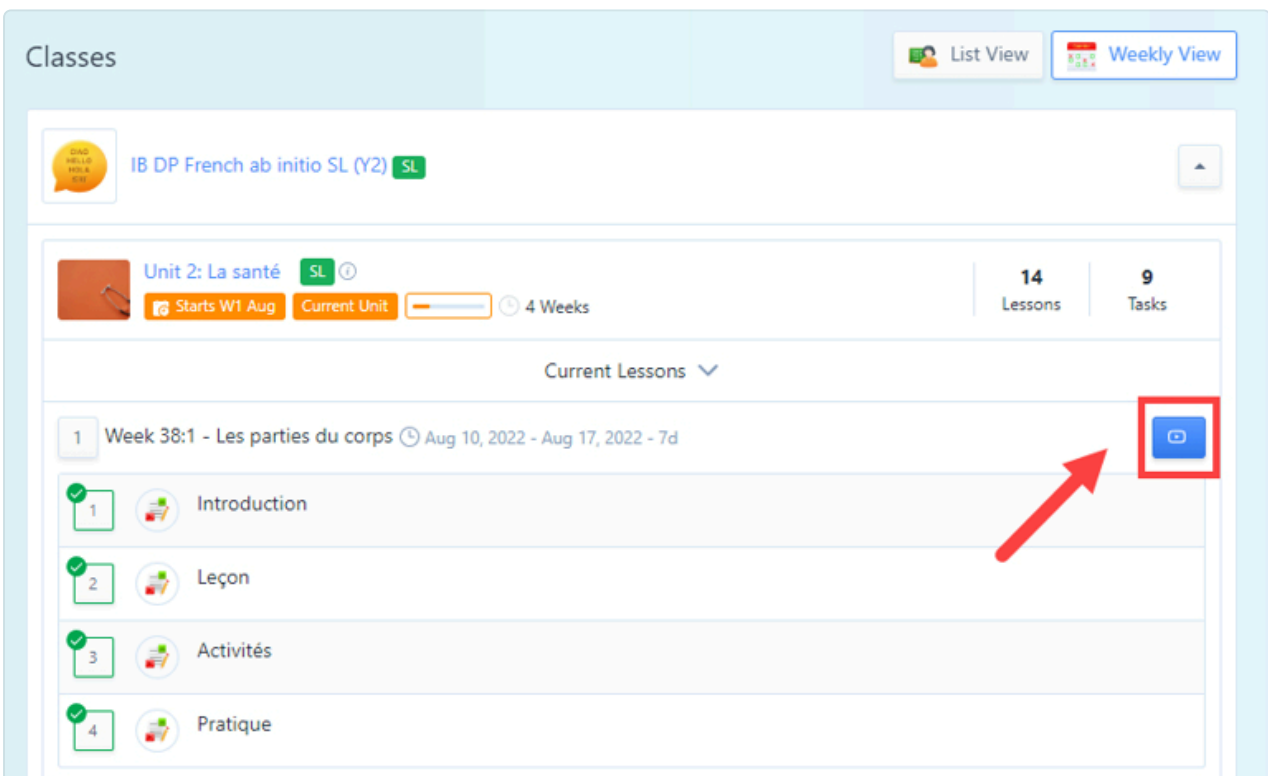 Classes
List View
Weekly View
IB DP French ab initio SL (Y2) SL
Unit 2: La santé SL
Starts W1 Aug Current Unit 4 Weeks
14
Lessons
9
Tasks
Current Lessons
1 Week 38:1 - Les parties du corps Aug 10, 2022 - Aug 17, 2022 - 7d
1 Introduction
2 Leçon
3 Activités
4 Pratique